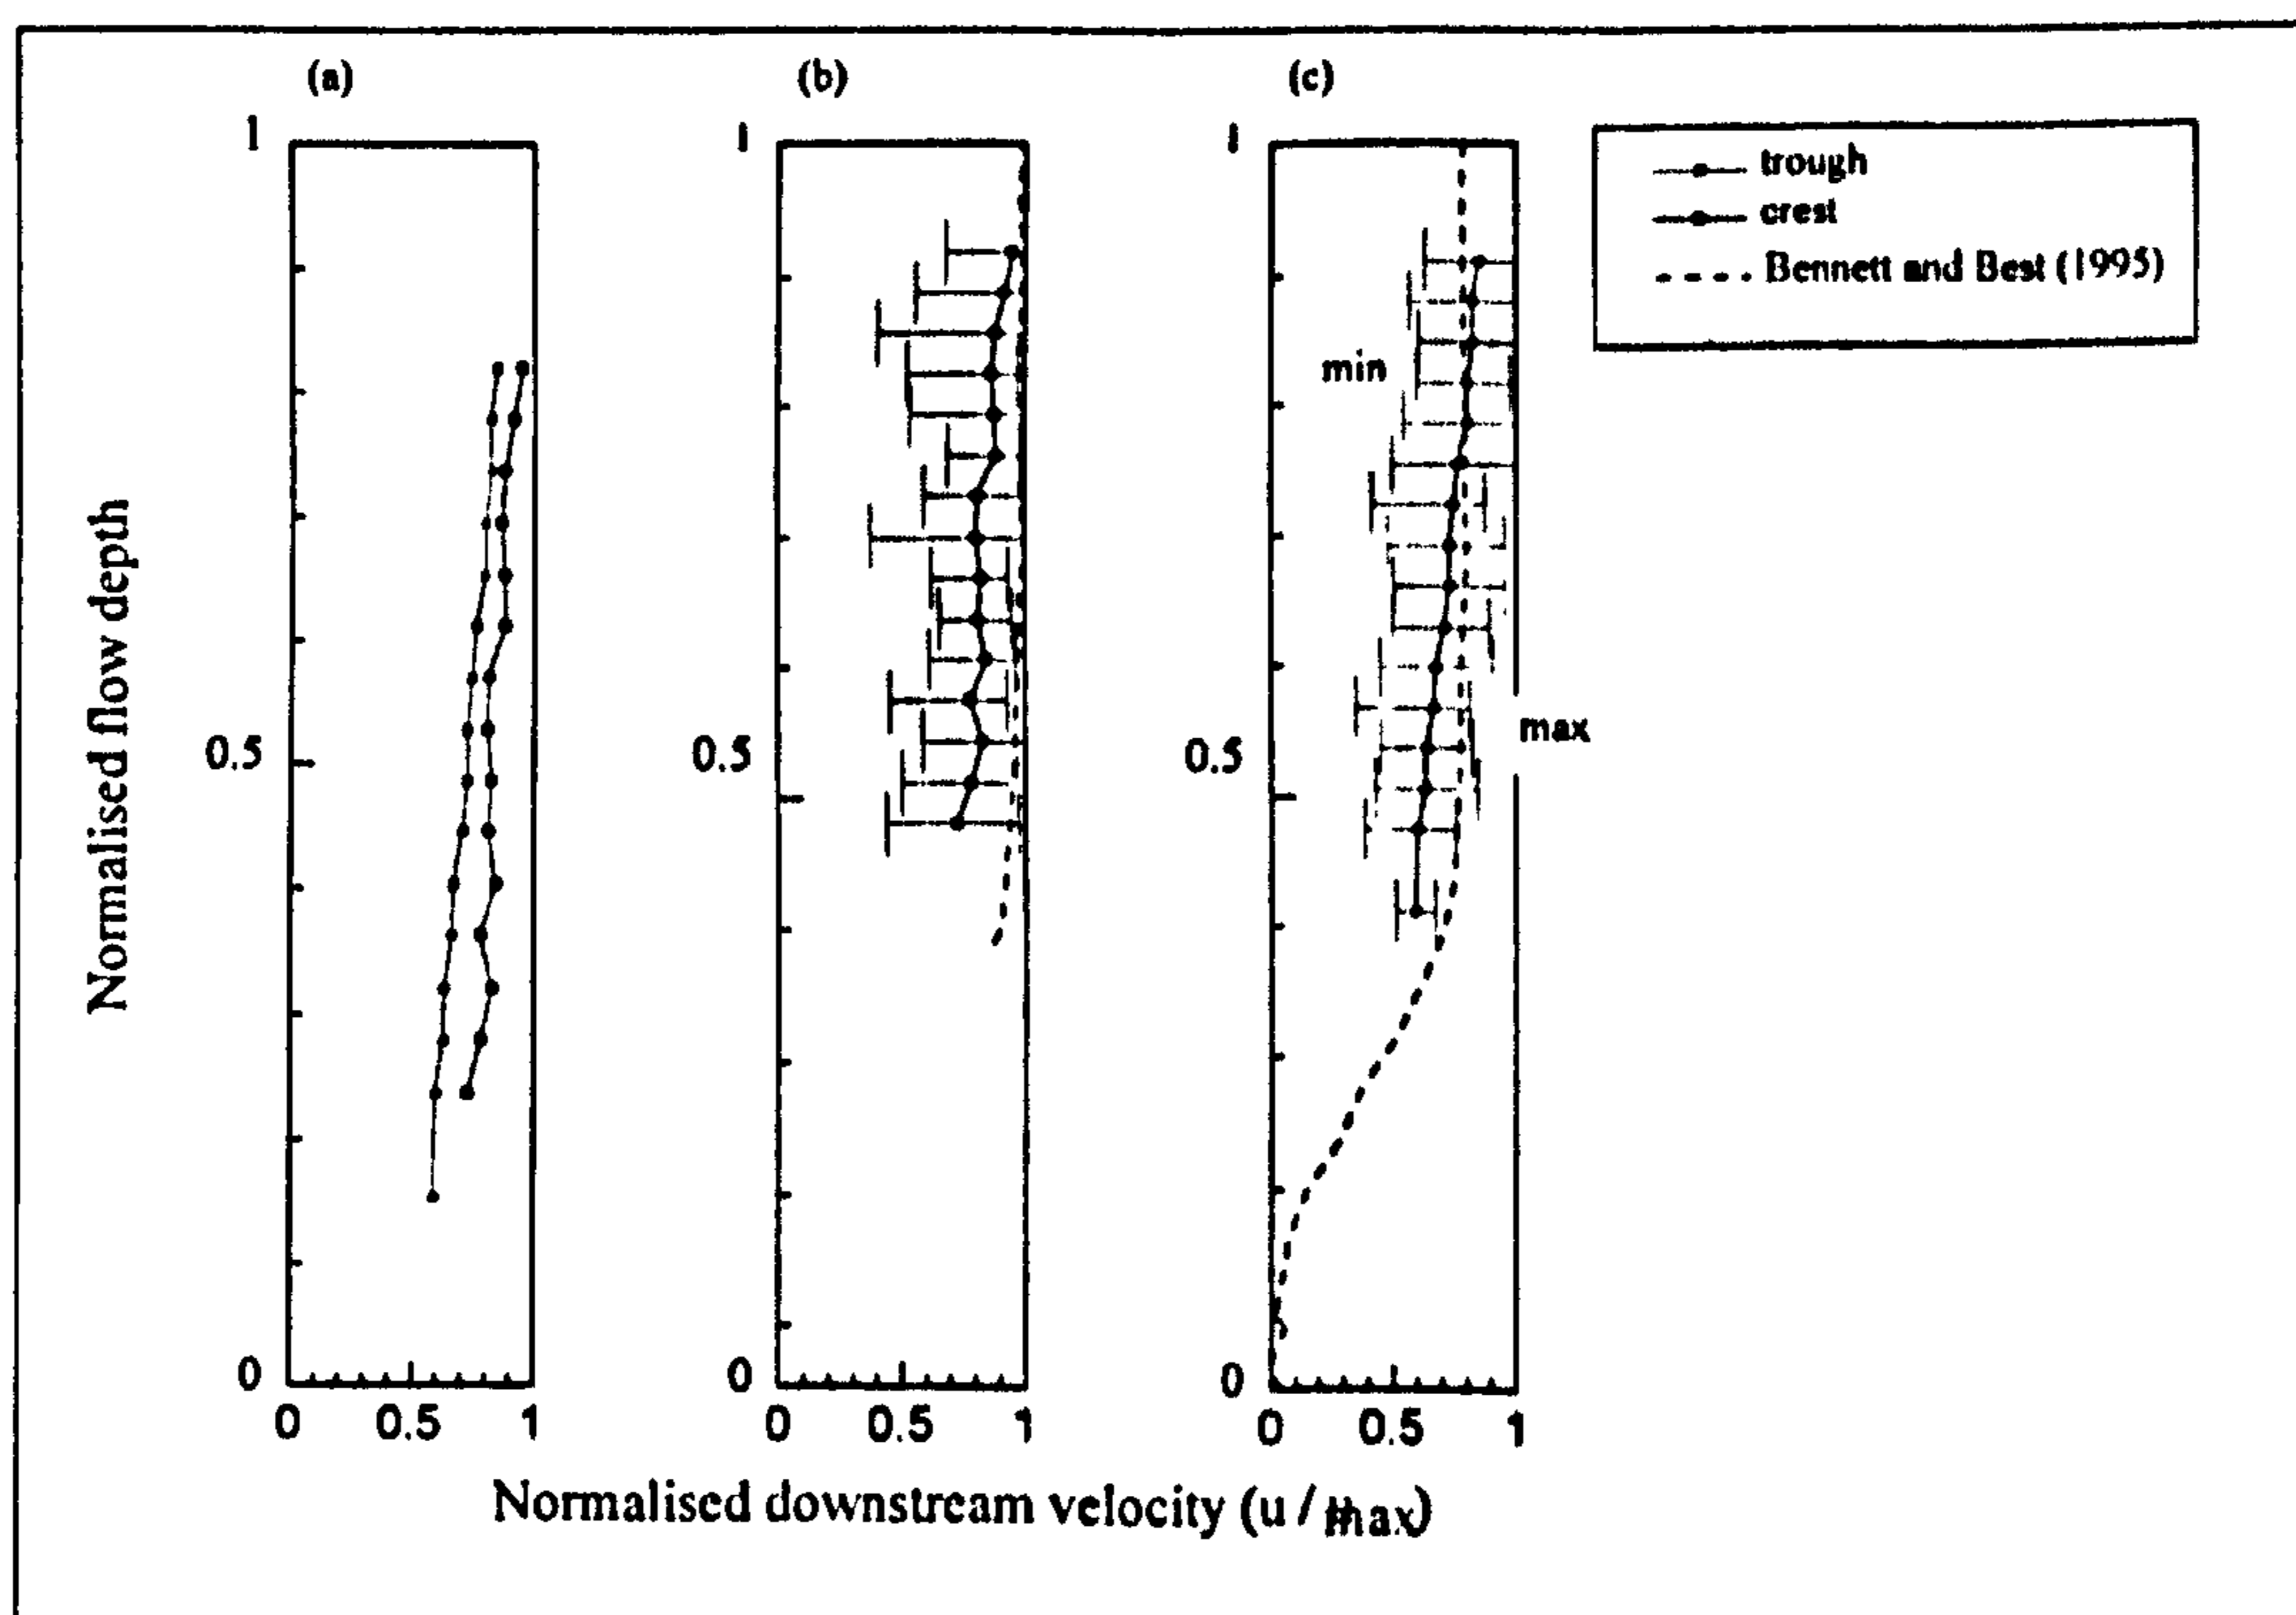 (a)
(b)
(c)
1
1
1
trough
crest
Bennett and Best (1995)
min
max
Normalised flow depth
0.5
0.5
0.5
0
0
0
0 0.5 1
0 0.5 1
0 0.5 1
Normalised downstream velocity (u / max)